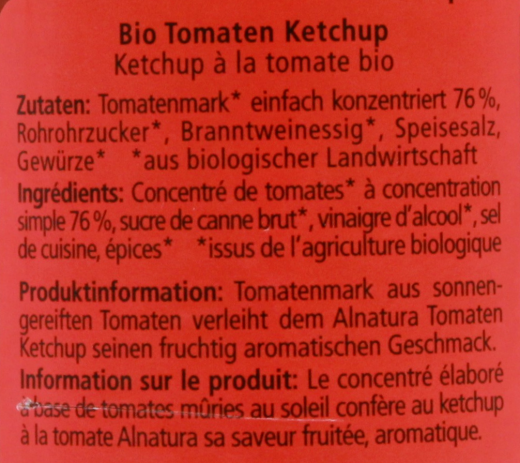 Bio Tomaten Ketchup
Ketchup à la tomate bio
Zutaten: Tomatenmark* einfach konzentriert 76 %,
Rohrohrzucker*, Branntweinessig*, Speisesalz,
Gewürze* *aus biologischer Landwirtschaft
Ingrédients: Concentré de tomates* à concentration
simple 76 %, sucre de canne brut*, vinaigre d'alcool*, sel
de cuisine, épices* *issus de l'agriculture biologique
Produktinformation: Tomatenmark aus sonnen-
gereiften Tomaten verleiht dem Alnatura Tomaten
Ketchup seinen fruchtig aromatischen Geschmack.
Information sur le produit: Le concentré élaboré
à base de tomates mûries au soleil confère au ketchup
à la tomate Alnatura sa saveur fruitée, aromatique.